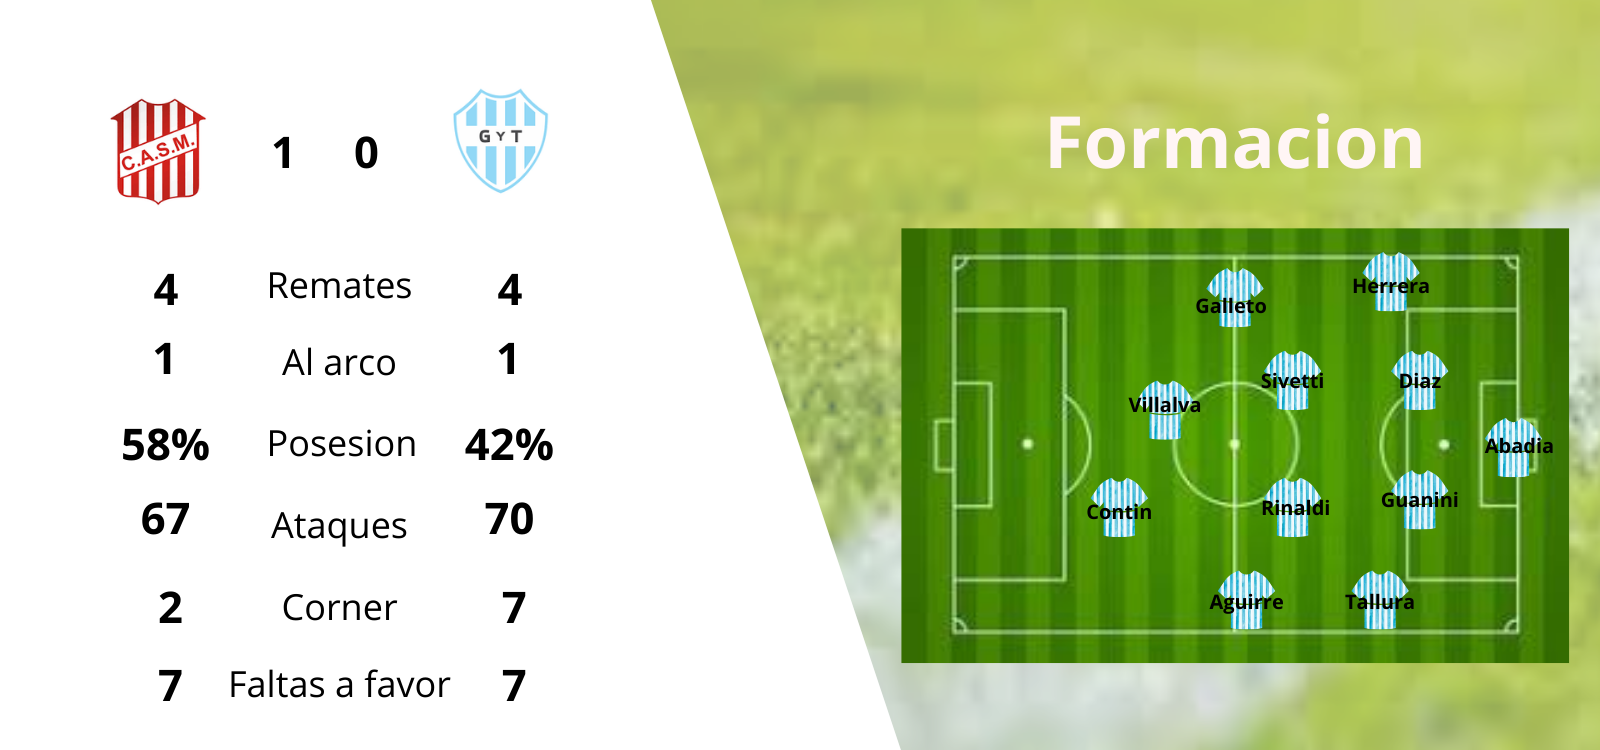 C.A.S.M.
1 0
G Y T
4 Remates 4
1 Al arco 1
58% Posesion 42%
67 Ataques 70
2 Corner 7
7 Faltas a favor 7
Formacion
Herrera
Galleto
Sivetti
Diaz
Villalva
Abadia
Guanini
Rinaldi
Contin
Aguirre
Tallura